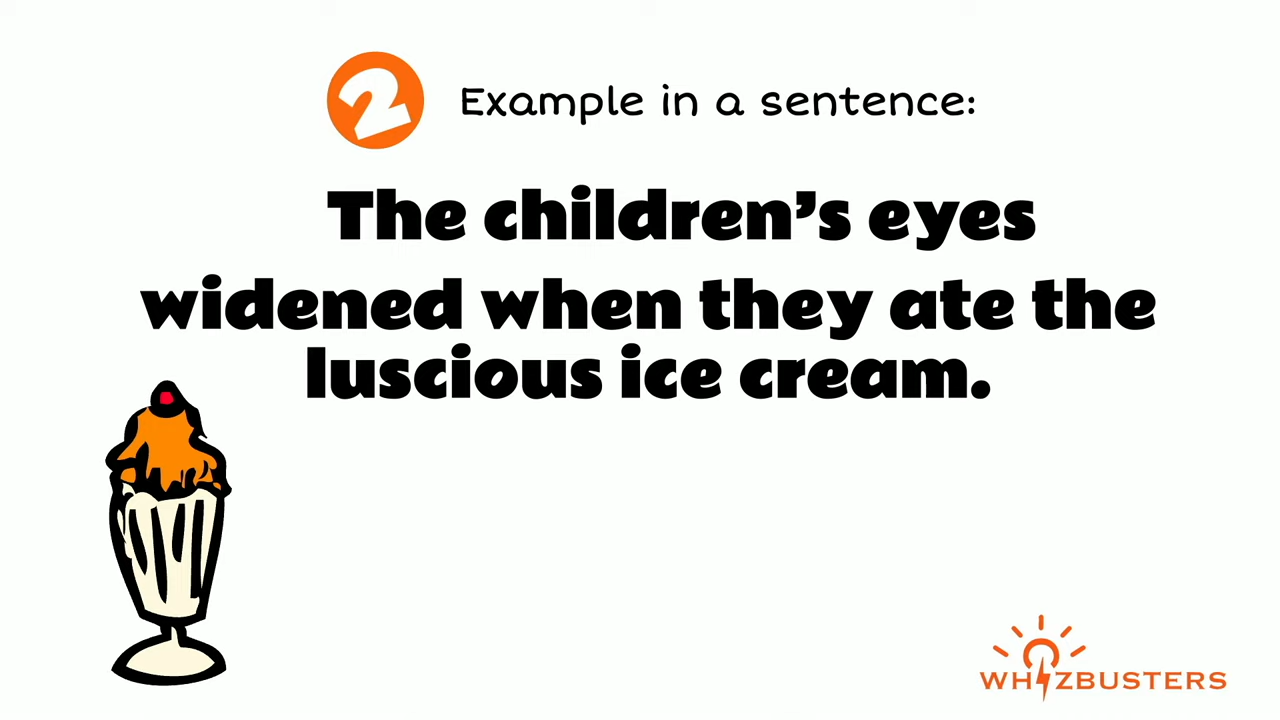 2 Example in a sentence:
The children’s eyes
widened when they ate the
luscious ice cream.
WHIZBUSTERS